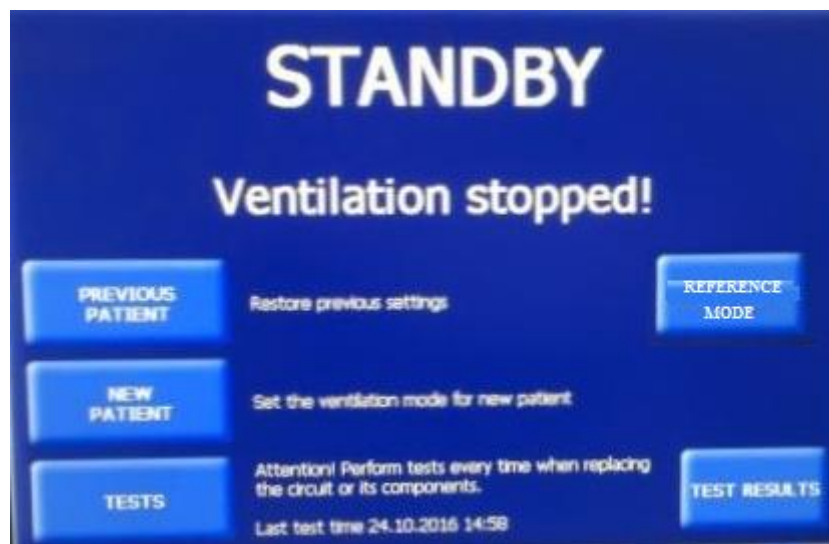 STANDBY
Ventilation stopped!
PREVIOUS
PATIENT
Restore previous settings
REFERENCE
MODE
NEW
PATIENT
Set the ventilation mode for new patient
TESTS
Attention! Perform tests every time when replacing
the circuit or its components.
Last test time 24.10.2016 14:58
TEST RESULTS